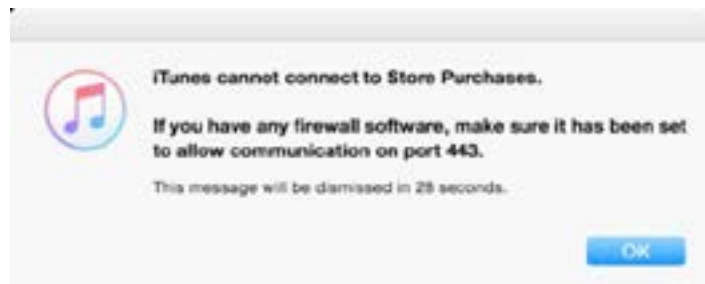 iTunes cannot connect to Store Purchases.
If you have any firewall software, make sure it has been set
to allow communication on port 443.
This message will be dismissed in 28 seconds.
OK